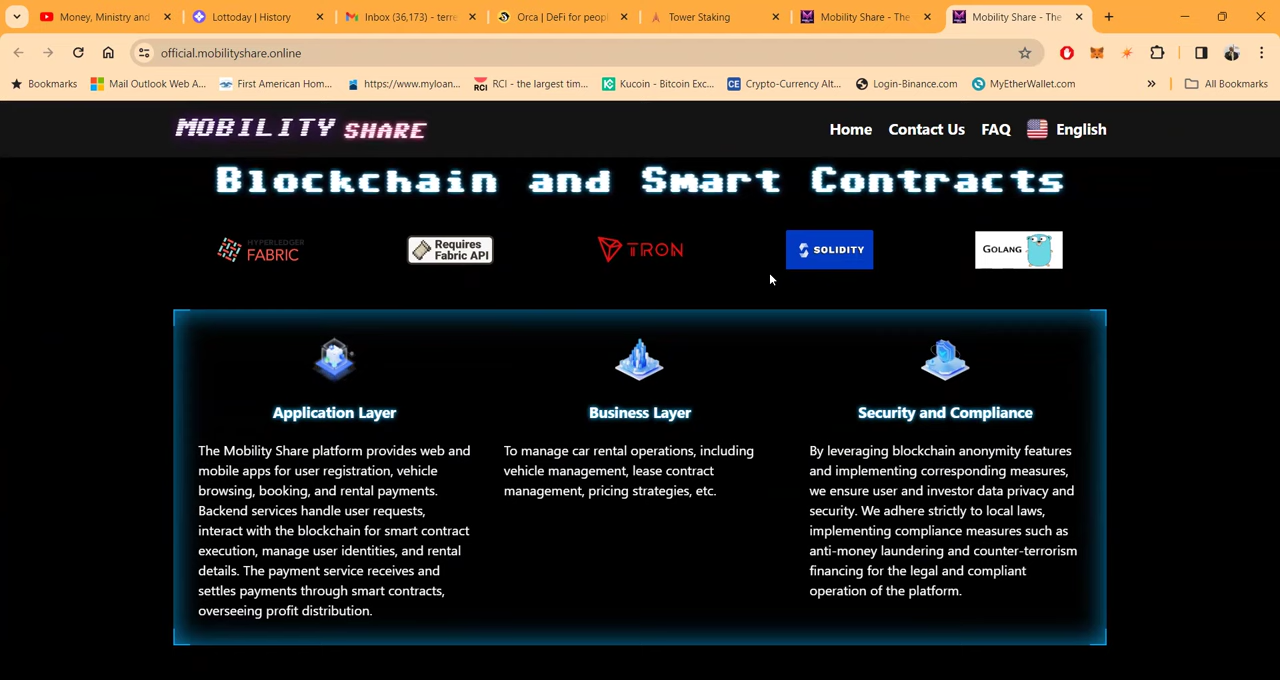 Money, Ministry and
Lottoday | History
Inbox (36,173) - terre
Orca | DeFi for peopl
Tower Staking
Mobility Share - The
Mobility Share - The
official.mobilityshare.online
Bookmarks
Mail Outlook Web A...
First American Hom...
https://www.myloan...
RCI - the largest tim...
Kucoin - Bitcoin Exc...
Crypto-Currency Alt...
Login-Binance.com
MyEtherWallet.com
All Bookmarks
MOBILITY SHARE
Home
Contact Us
FAQ
English
Blockchain and Smart Contracts
HYPERLEDGER
FABRIC
Requires
Fabric API
TRON
SOLIDITY
GOLANG
Application Layer
The Mobility Share platform provides web and
mobile apps for user registration, vehicle
browsing, booking, and rental payments.
Backend services handle user requests,
interact with the blockchain for smart contract
execution, manage user identities, and rental
details. The payment service receives and
settles payments through smart contracts,
overseeing profit distribution.
Business Layer
To manage car rental operations, including
vehicle management, lease contract
management, pricing strategies, etc.
Security and Compliance
By leveraging blockchain anonymity features
and implementing corresponding measures,
we ensure user and investor data privacy and
security. We adhere strictly to local laws,
implementing compliance measures such as
anti-money laundering and counter-terrorism
financing for the legal and compliant
operation of the platform.